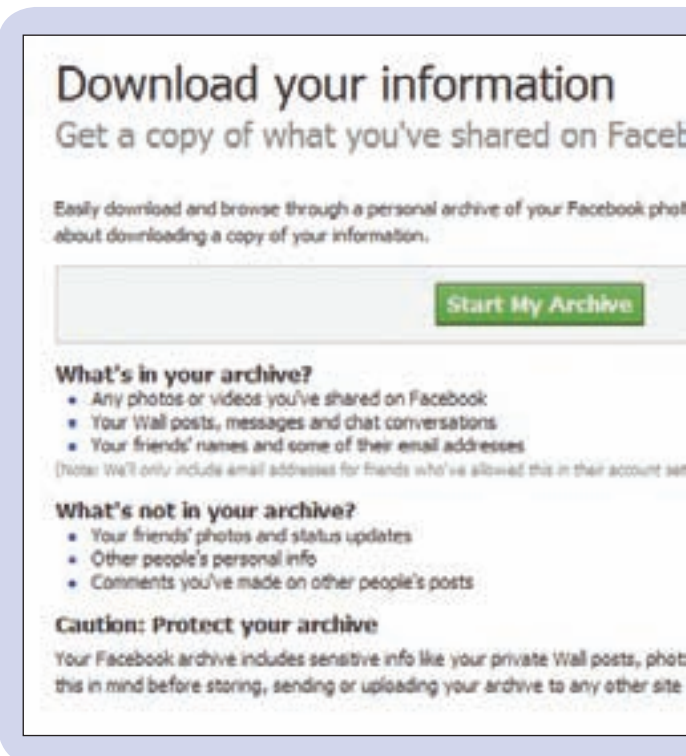 Download your information
Get a copy of what you've shared on Faceb
Easily download and browse through a personal archive of your Facebook phot
about downloading a copy of your information.
Start My Archive
What's in your archive?
• Any photos or videos you've shared on Facebook
• Your Wall posts, messages and chat conversations
• Your friends' names and some of their email addresses
(Note: We'll only include email addresses for friends who've allowed this in their account set
What's not in your archive?
• Your friends' photos and status updates
• Other people's personal info
• Comments you've made on other people's posts
Caution: Protect your archive
Your Facebook archive includes sensitive info like your private Wall posts, phot
this in mind before storing, sending or uploading your archive to any other site